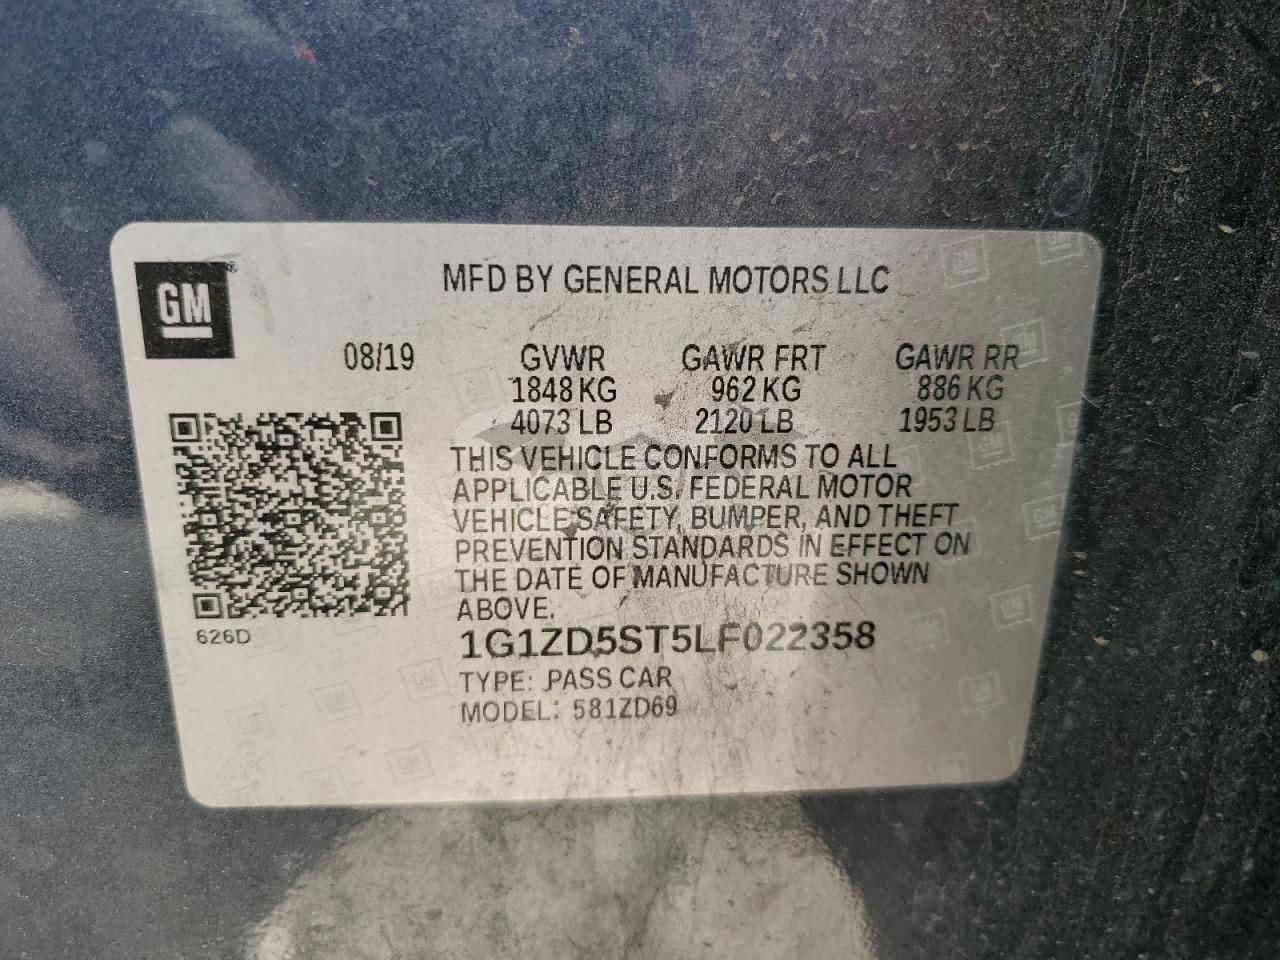 GM
MFD BY GENERAL MOTORS LLC
08/19 GVWR GAWR FRT GAWR RR
1848 KG 962 KG 886 KG
4073 LB 2120 LB 1953 LB
THIS VEHICLE CONFORMS TO ALL
APPLICABLE U.S. FEDERAL MOTOR
VEHICLE SAFETY, BUMPER, AND THEFT
PREVENTION STANDARDS IN EFFECT ON
THE DATE OF MANUFACTURE SHOWN
ABOVE.
626D
1G1ZD5ST5LF022358
TYPE: PASS CAR
MODEL: 581ZD69